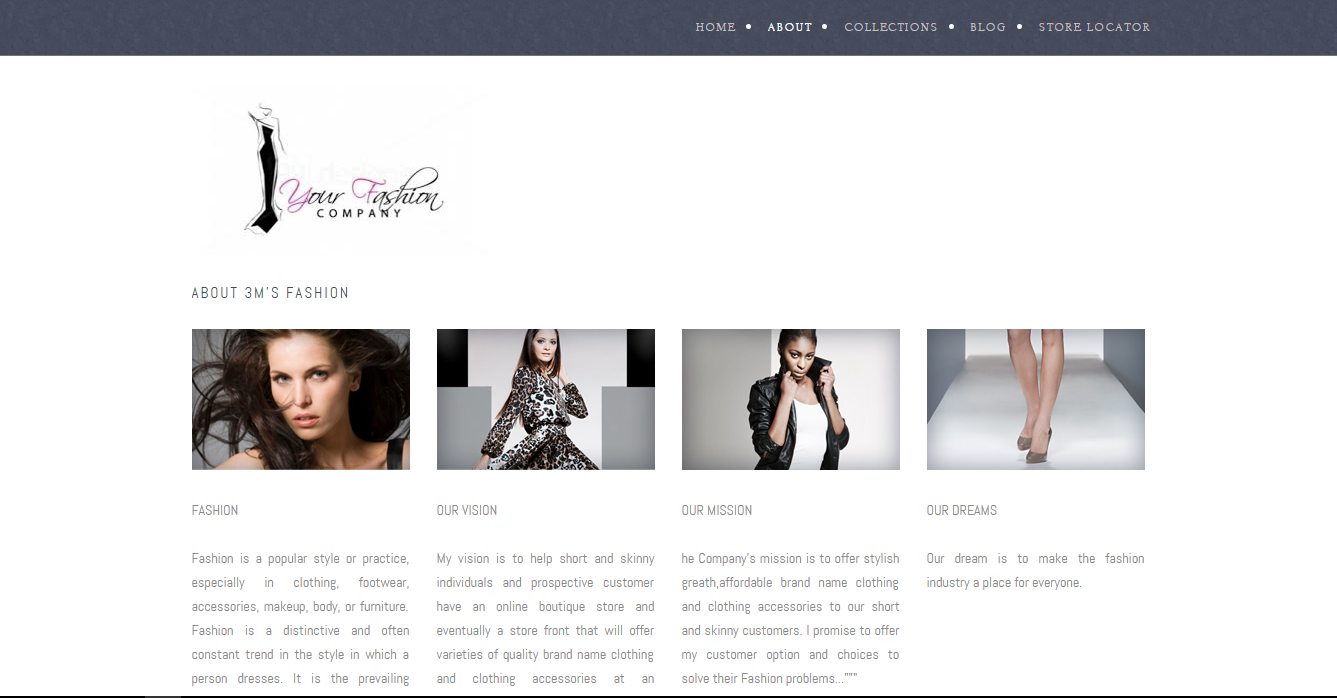 HOME • ABOUT • COLLECTIONS • BLOG • STORE LOCATOR
Your Fashion
COMPANY
ABOUT 3M'S FASHION
FASHION
Fashion is a popular style or practice,
especially in clothing, footwear,
accessories, makeup, body, or furniture.
Fashion is a distinctive and often
constant trend in the style in which a
person dresses. It is the prevailing
OUR VISION
My vision is to help short and skinny
individuals and prospective customer
have an online boutique store and
eventually a store front that will offer
varieties of quality brand name clothing
and clothing accessories at an
OUR MISSION
he Company's mission is to offer stylish
greath,affordable brand name clothing
and clothing accessories to our short
and skinny customers. I promise to offer
my customer option and choices to
solve their Fashion problems..."""
OUR DREAMS
Our dream is to make the fashion
industry a place for everyone.